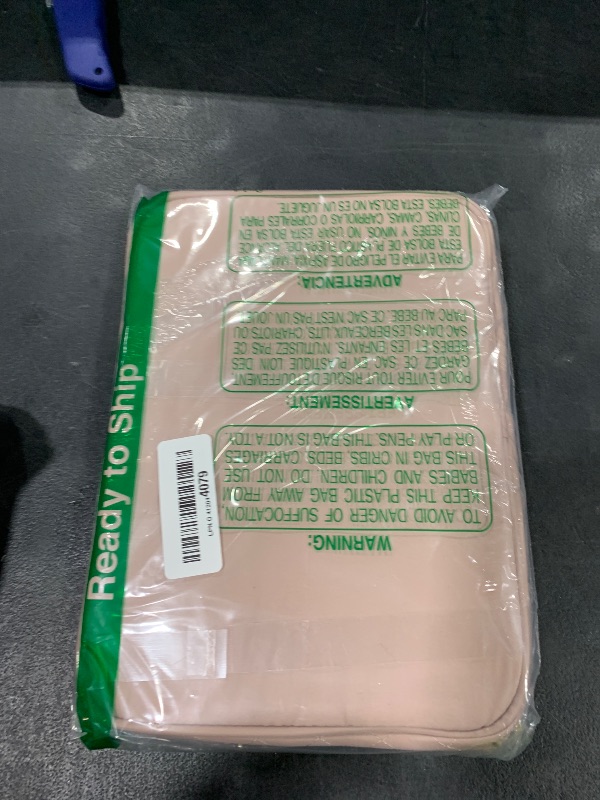 Ready to Ship
WARNING:
TO AVOID DANGER OF SUFFOCATION,
KEEP THIS PLASTIC BAG AWAY FROM
BABIES AND CHILDREN. DO NOT USE
THIS BAG IN CRIBS, BEDS, CARRIAGES
OR PLAY PENS. THIS BAG IS NOT A TOY.
AVERTISSEMENT:
POUR EVITER TOUT RISQUE D'ETOUFFEMENT,
GARDEZ CE SAC EN PLASTIQUE LOIN DES
BEBES ET LES ENFANTS. N'UTILISEZ PAS CE
SAC DANS LES BERCEAUX, LITS, CHARIOTS OU
PARC AU BEBE. CE SAC N'EST PAS UN JOUET.
ADVERTENCIA:
PARA EVITAR EL PELIGRO DE ASFIXIA, MANTENGA
ESTA BOLSA DE PLASTICO FUERA DEL ALCANCE
DE BEBES Y NINOS. NO USAR ESTA BOLSA EN
CUNAS, CAMAS, CARRIOLAS O CORRALES PARA
BEBES. ESTA BOLSA NO ES UN JUGUETE.
4079